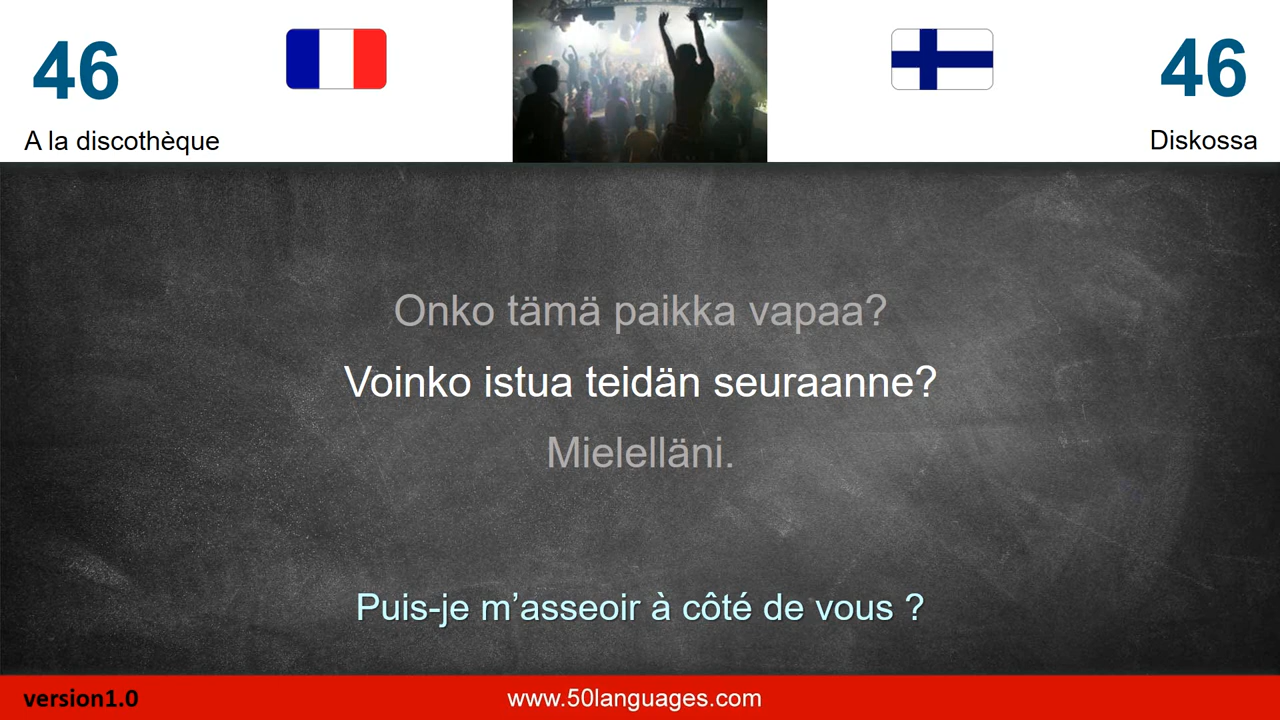 46
A la discothèque
46
Diskossa
Onko tämä paikka vapaa?
Voinko istua teidän seuraanne?
Mielelläni.
Puis-je m’asseoir à côté de vous ?
version1.0
www.50languages.com